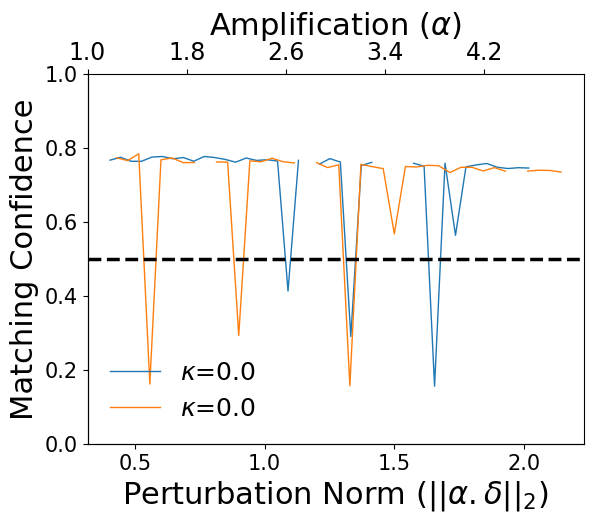 Amplification (α)
1.0 1.8 2.6 3.4 4.2
Matching Confidence
1.0
0.8
0.6
0.4
0.2
0.0
κ=0.0
κ=0.0
0.5 1.0 1.5 2.0
Perturbation Norm (||α.δ||₂)